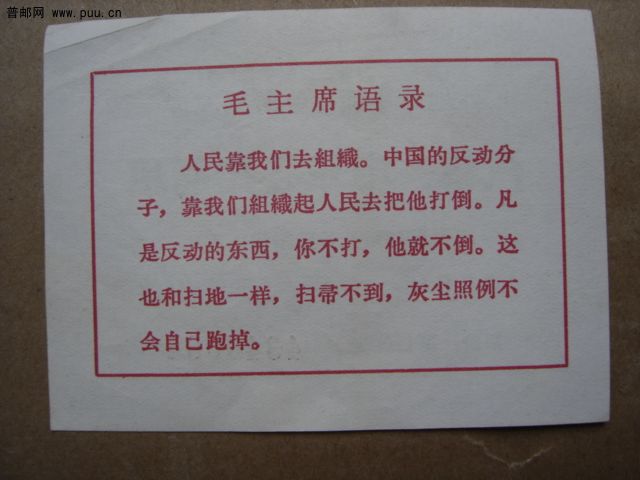 普邮网 www.puu.cn
毛主席语录
人民靠我们去組織。中国的反动分
子，靠我们組織起人民去把他打倒。凡
是反动的东西，你不打，他就不倒。这
也和扫地一样，扫帚不到，灰尘照例不
会自己跑掉。